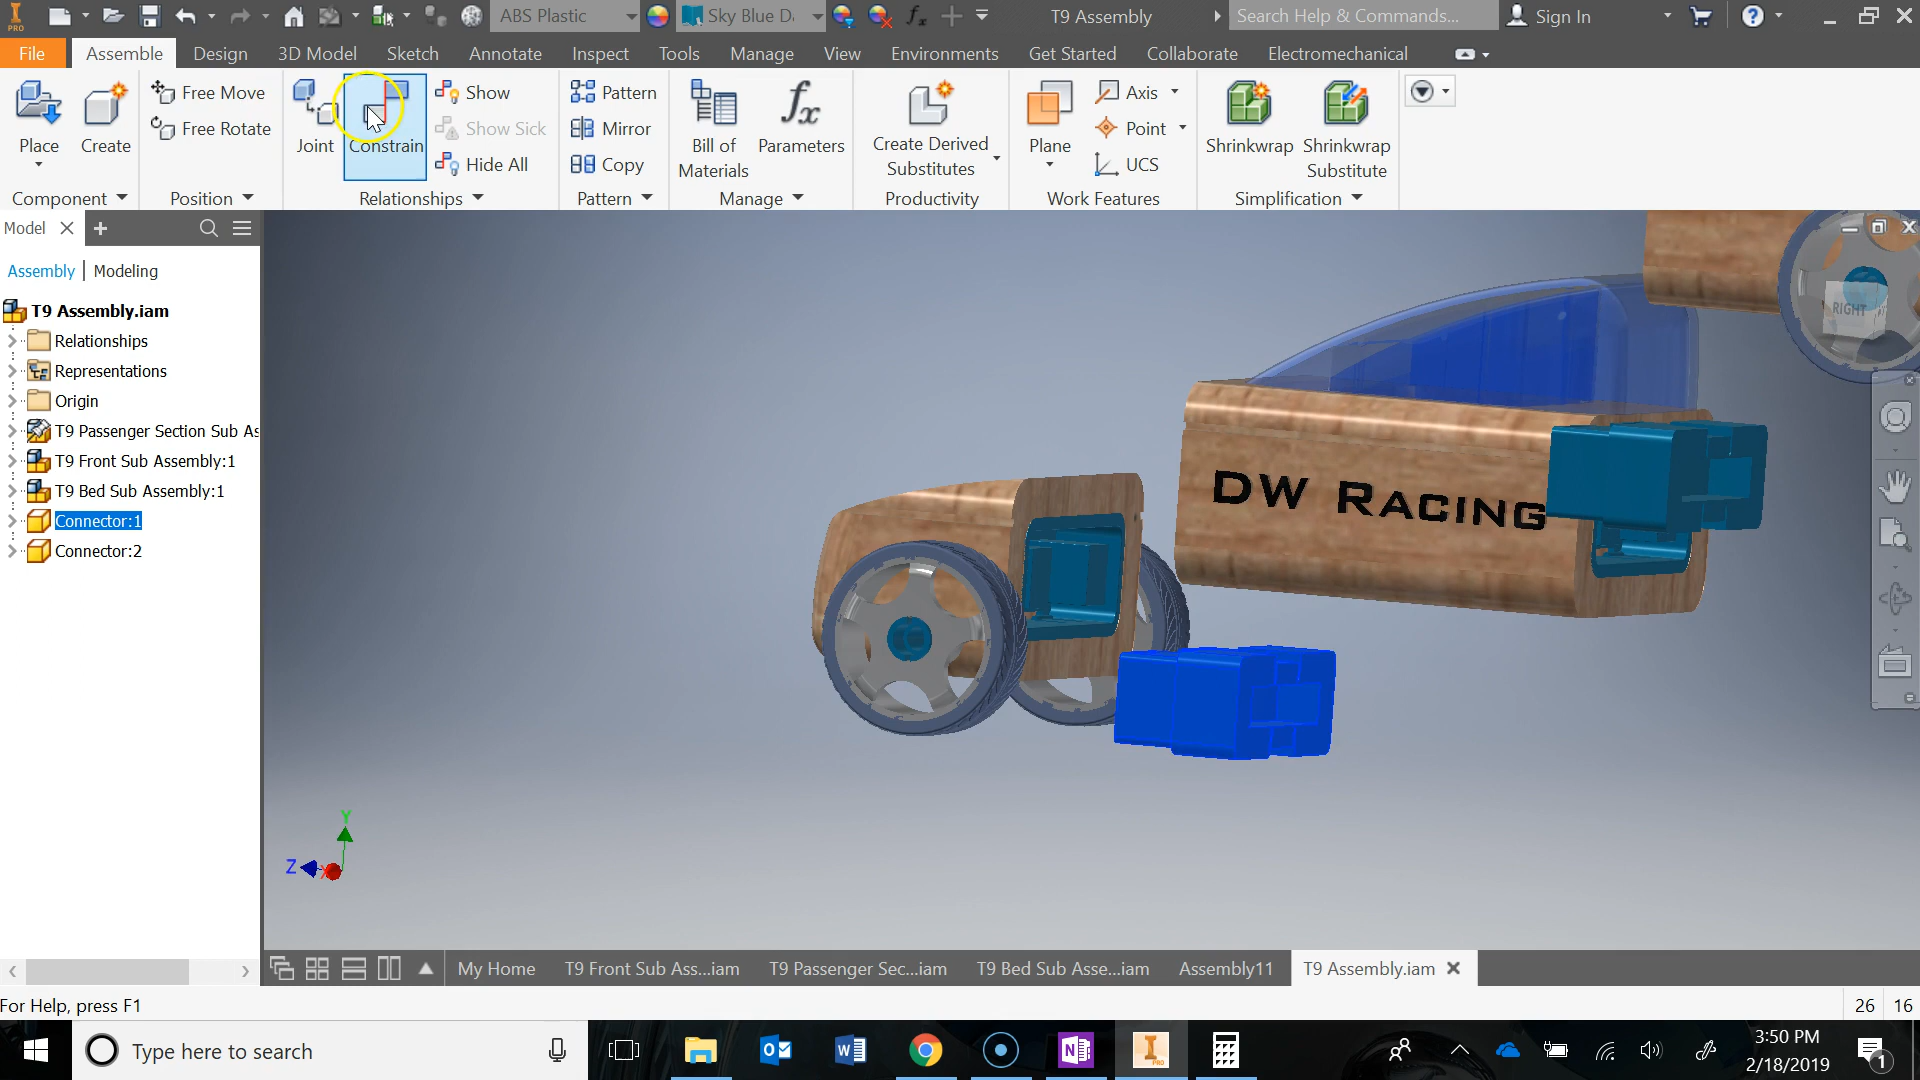 PRO
ABS Plastic
Sky Blue D
T9 Assembly
Search Help & Commands...
Sign In
File
Assemble
Design
3D Model
Sketch
Annotate
Inspect
Tools
Manage
View
Environments
Get Started
Collaborate
Electromechanical
Place
Create
Free Move
Free Rotate
Joint
Constrain
Show
Show Sick
Hide All
Pattern
Mirror
Copy
Bill of
Materials
Parameters
Create Derived
Substitutes
Plane
Axis
Point
UCS
Shrinkwrap
Shrinkwrap
Substitute
Component
Position
Relationships
Pattern
Manage
Productivity
Work Features
Simplification
Model
Assembly
Modeling
T9 Assembly.iam
Relationships
Representations
Origin
T9 Passenger Section Sub As
T9 Front Sub Assembly:1
T9 Bed Sub Assembly:1
Connector:1
Connector:2
RIGHT
DW Racing
Y
Z
X
My Home
T9 Front Sub Ass...iam
T9 Passenger Sec...iam
T9 Bed Sub Asse...iam
Assembly11
T9 Assembly.iam
For Help, press F1
26
16
Type here to search
3:50 PM
2/18/2019
1